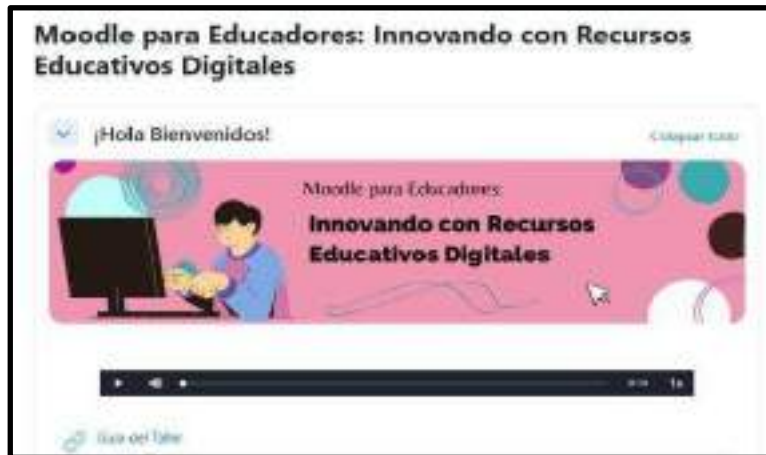 Moodle para Educadores: Innovando con Recursos
Educativos Digitales
¡Hola Bienvenidos!
Colapsar todo
Moodle para Educadores:
Innovando con Recursos
Educativos Digitales
1x
Guía del Taller